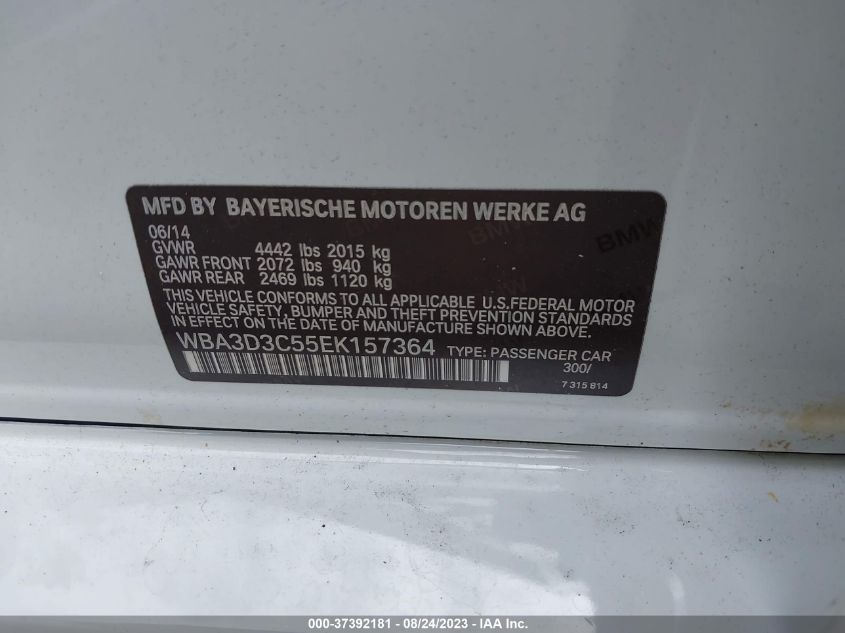 MFD BY BAYERISCHE MOTOREN WERKE AG
06/14
GVWR 4442 lbs 2015 kg
GAWR FRONT 2072 lbs 940 kg
GAWR REAR 2469 lbs 1120 kg
THIS VEHICLE CONFORMS TO ALL APPLICABLE U.S.FEDERAL MOTOR
VEHICLE SAFETY, BUMPER AND THEFT PREVENTION STANDARDS
IN EFFECT ON THE DATE OF MANUFACTURE SHOWN ABOVE.
WBA3D3C55EK157364 TYPE: PASSENGER CAR
300/
7 315 814
BMW
BMW
000-37392181 - 08/24/2023 - IAA Inc.